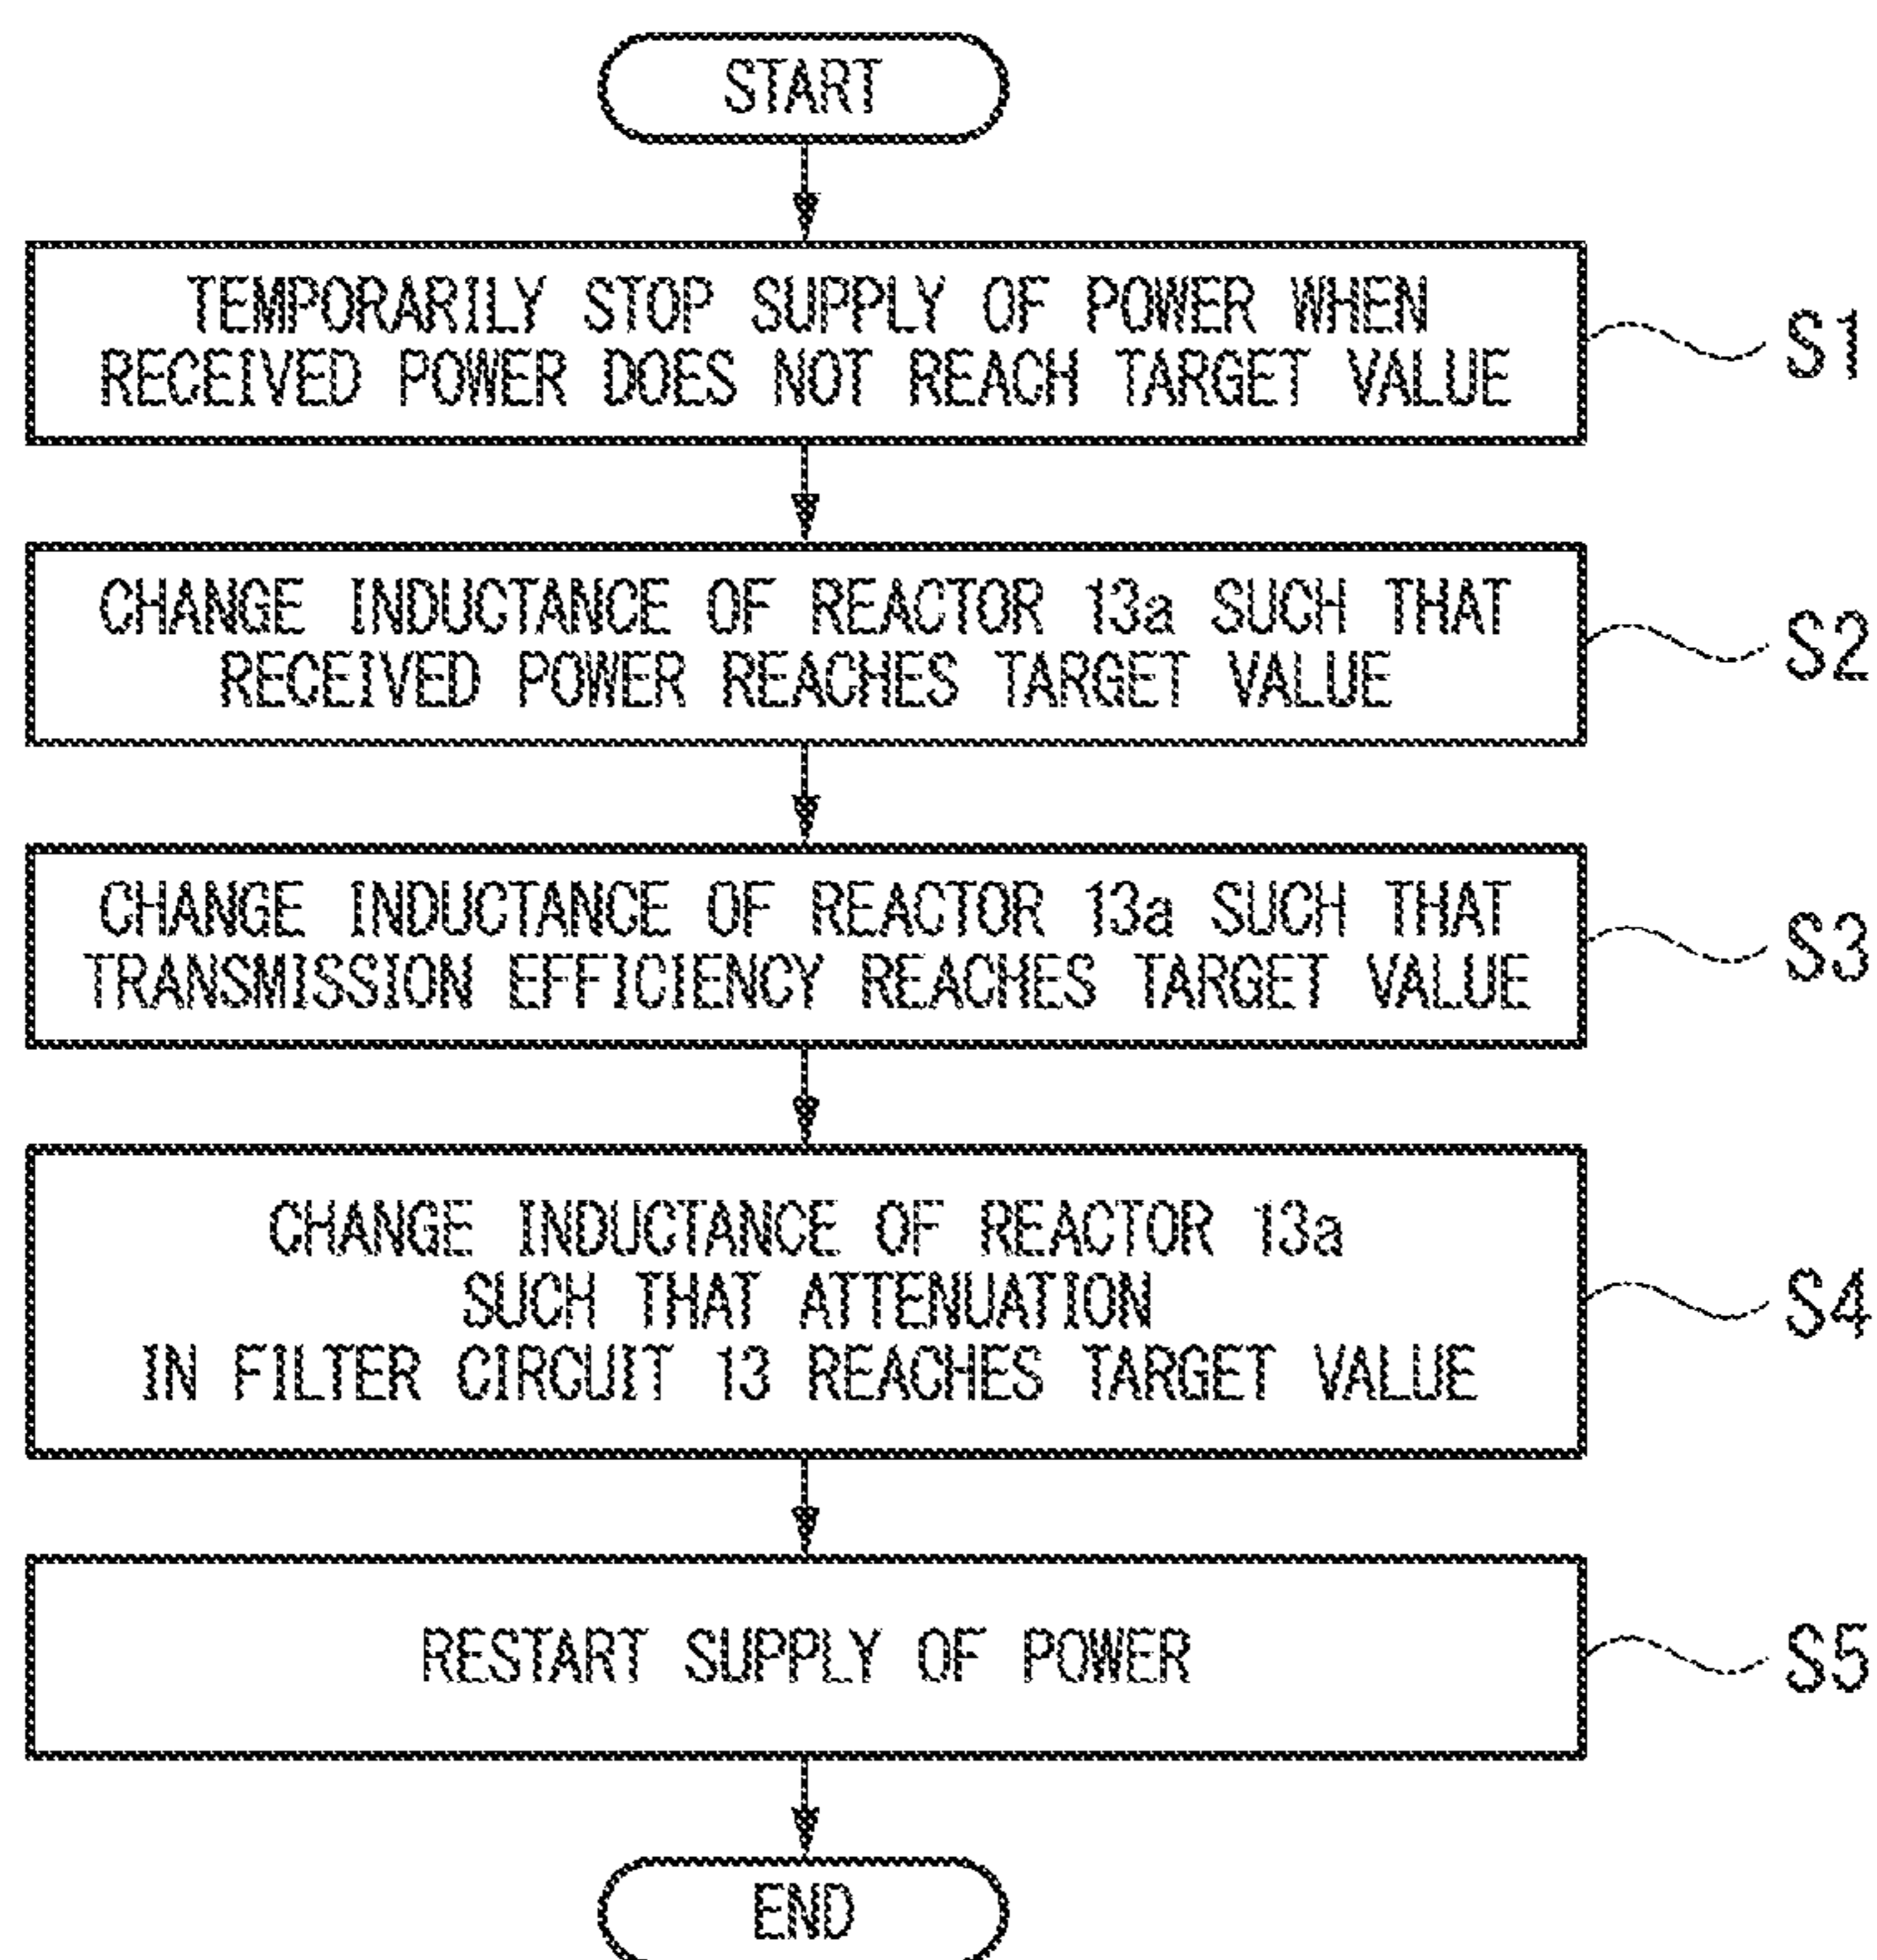 START
TEMPORARILY STOP SUPPLY OF POWER WHEN
RECEIVED POWER DOES NOT REACH TARGET VALUE
S1
CHANGE INDUCTANCE OF REACTOR 13a SUCH THAT
RECEIVED POWER REACHES TARGET VALUE
S2
CHANGE INDUCTANCE OF REACTOR 13a SUCH THAT
TRANSMISSION EFFICIENCY REACHES TARGET VALUE
S3
CHANGE INDUCTANCE OF REACTOR 13a
SUCH THAT ATTENUATION
IN FILTER CIRCUIT 13 REACHES TARGET VALUE
S4
RESTART SUPPLY OF POWER
S5
END